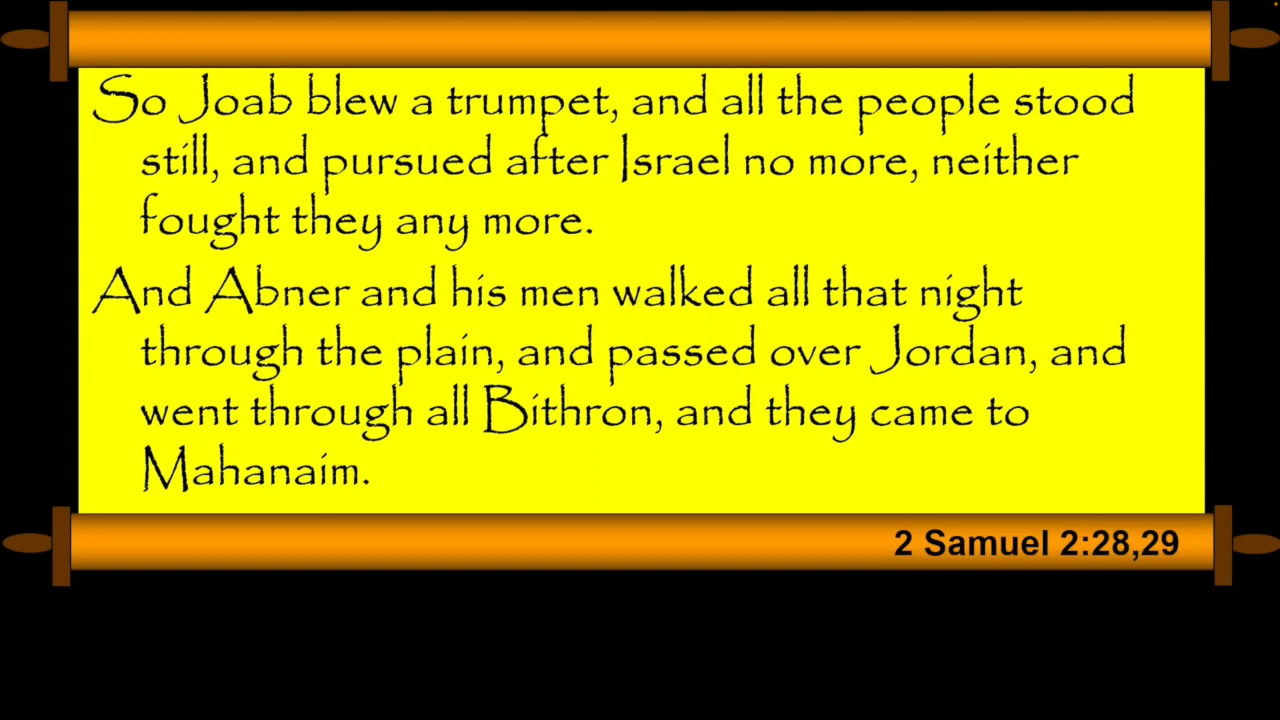 So Joab blew a trumpet, and all the people stood
still, and pursued after Israel no more, neither
fought they any more.
And Abner and his men walked all that night
through the plain, and passed over Jordan, and
went through all Bithron, and they came to
Mahanaim.
2 Samuel 2:28,29